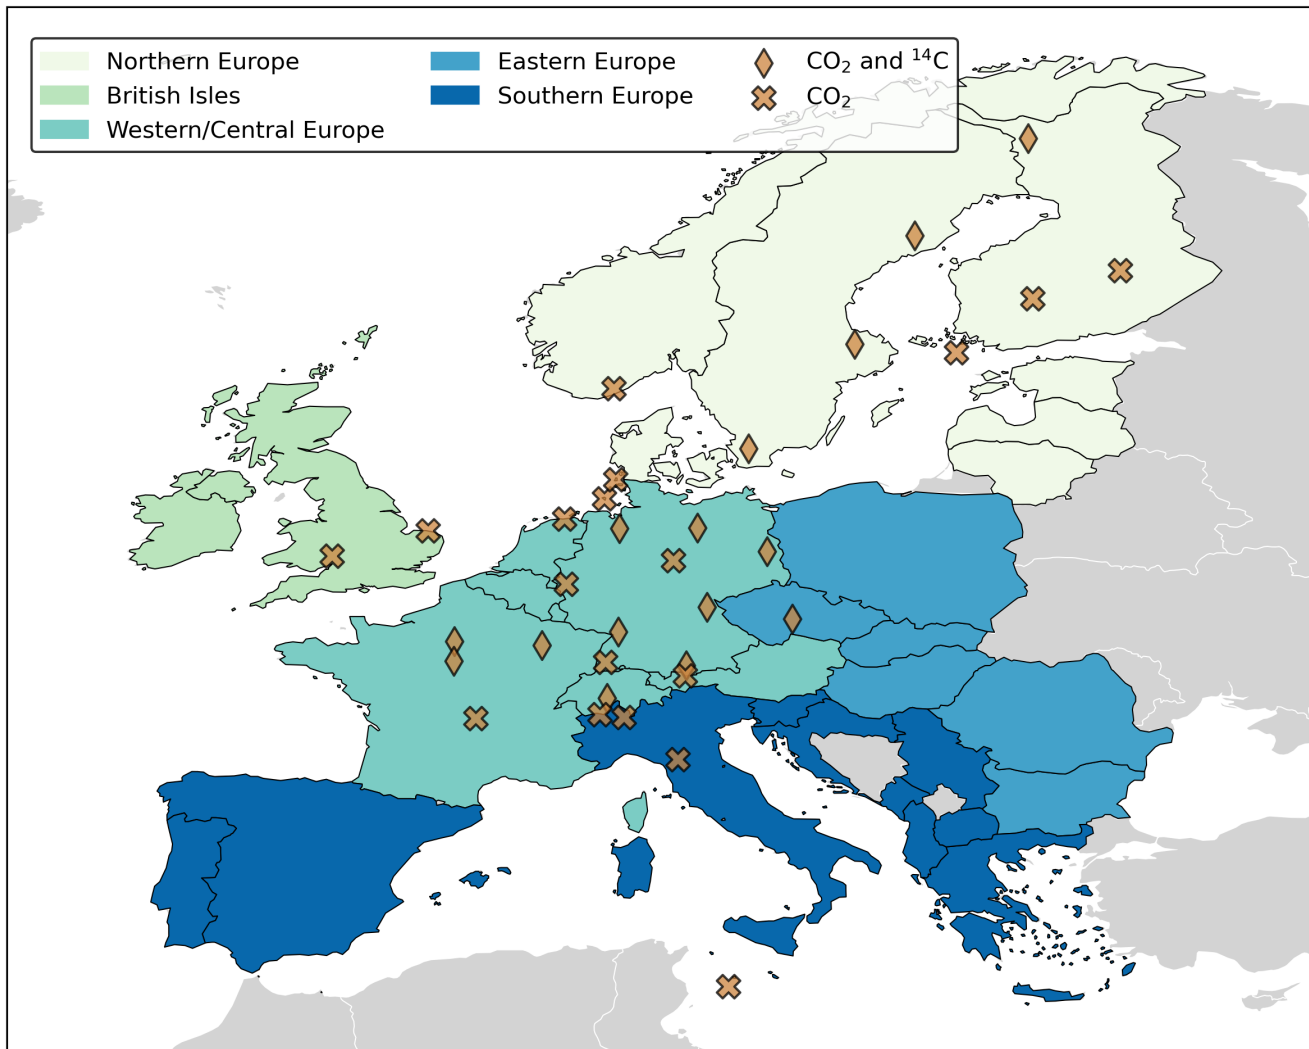 Northern Europe
British Isles
Western/Central Europe
Eastern Europe
Southern Europe
CO₂ and ¹⁴C
CO₂